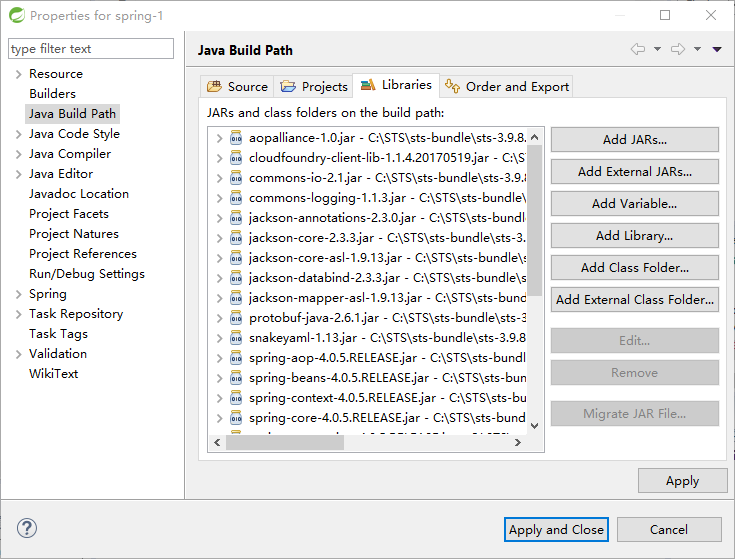 Properties for spring-1
type filter text
Resource
Builders
Java Build Path
Java Code Style
Java Compiler
Java Editor
Javadoc Location
Project Facets
Project Natures
Project References
Run/Debug Settings
Spring
Task Repository
Task Tags
Validation
WikiText
Java Build Path
Source Projects Libraries Order and Export
JARs and class folders on the build path:
aopalliance-1.0.jar - C:\STS\sts-bundle\sts-3.9.8
cloudfoundry-client-lib-1.1.4.20170519.jar - C:\S
commons-io-2.1.jar - C:\STS\sts-bundle\sts-3.9.8.
commons-logging-1.1.3.jar - C:\STS\sts-bundle\
jackson-annotations-2.3.0.jar - C:\STS\sts-bundl
jackson-core-2.3.3.jar - C:\STS\sts-bundle\sts-3.
jackson-core-asl-1.9.13.jar - C:\STS\sts-bundle\
jackson-databind-2.3.3.jar - C:\STS\sts-bundle\
jackson-mapper-asl-1.9.13.jar - C:\STS\sts-bund
protobuf-java-2.6.1.jar - C:\STS\sts-bundle\sts-
snakeyaml-1.13.jar - C:\STS\sts-bundle\sts-3.9.8
spring-aop-4.0.5.RELEASE.jar - C:\STS\sts-bundl
spring-beans-4.0.5.RELEASE.jar - C:\STS\sts-bun
spring-context-4.0.5.RELEASE.jar - C:\STS\sts-b
spring-core-4.0.5.RELEASE.jar - C:\STS\sts-bund
Add JARs...
Add External JARs...
Add Variable...
Add Library...
Add Class Folder...
Add External Class Folder...
Edit...
Remove
Migrate JAR File...
Apply
Apply and Close
Cancel